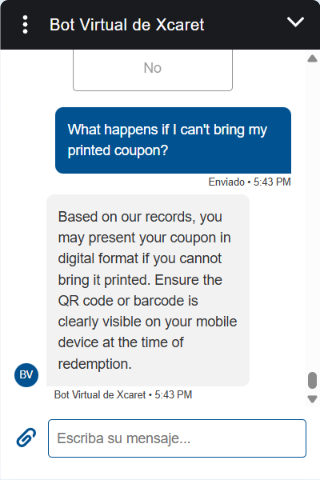 Bot Virtual de Xcaret
No
What happens if I can't bring my
printed coupon?
Enviado • 5:43 PM
Based on our records, you
may present your coupon in
digital format if you cannot
bring it printed. Ensure the
QR code or barcode is
clearly visible on your mobile
device at the time of
redemption.
BV
Bot Virtual de Xcaret • 5:43 PM
Escriba su mensaje...